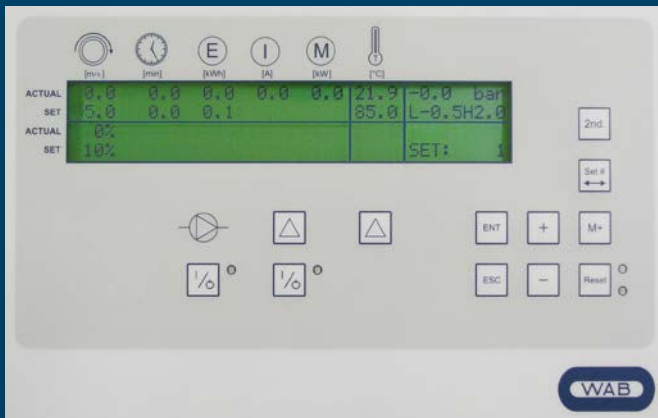 E I M T
[m/s] [min] [kWh] [A] [kW] [°C]
ACTUAL 0.0 0.0 0.0 0.0 0.0 21.9 -0.0 bar
SET 5.0 0.0 0.1 85.0 L-0.5H2.0
ACTUAL 0%
SET 10% SET: 1
2nd.
Set #
ENT + M+
I/O I/O ESC - Reset
WAB